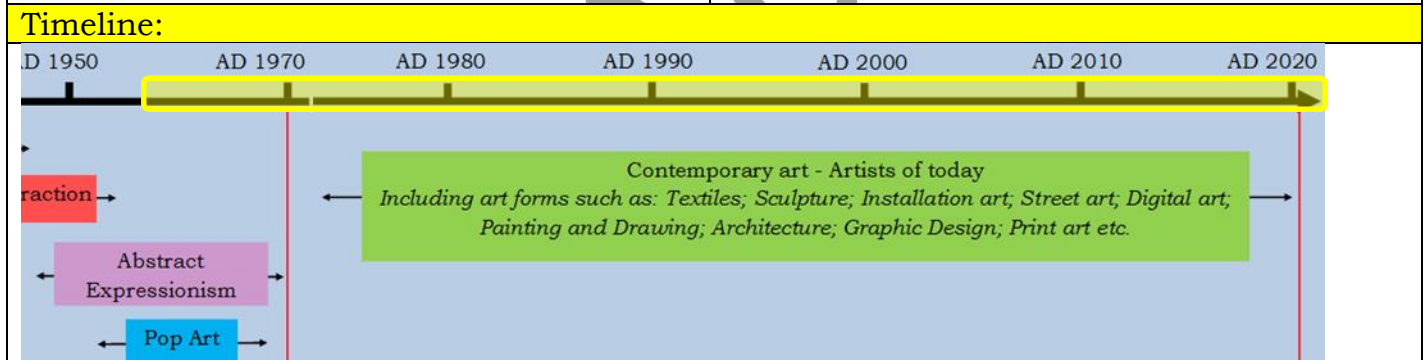 Timeline:
D 1950 AD 1970 AD 1980 AD 1990 AD 2000 AD 2010 AD 2020
Contemporary art - Artists of today
raction
Including art forms such as: Textiles; Sculpture; Installation art; Street art; Digital art;
Painting and Drawing; Architecture; Graphic Design; Print art etc.
Abstract
Expressionism
Pop Art